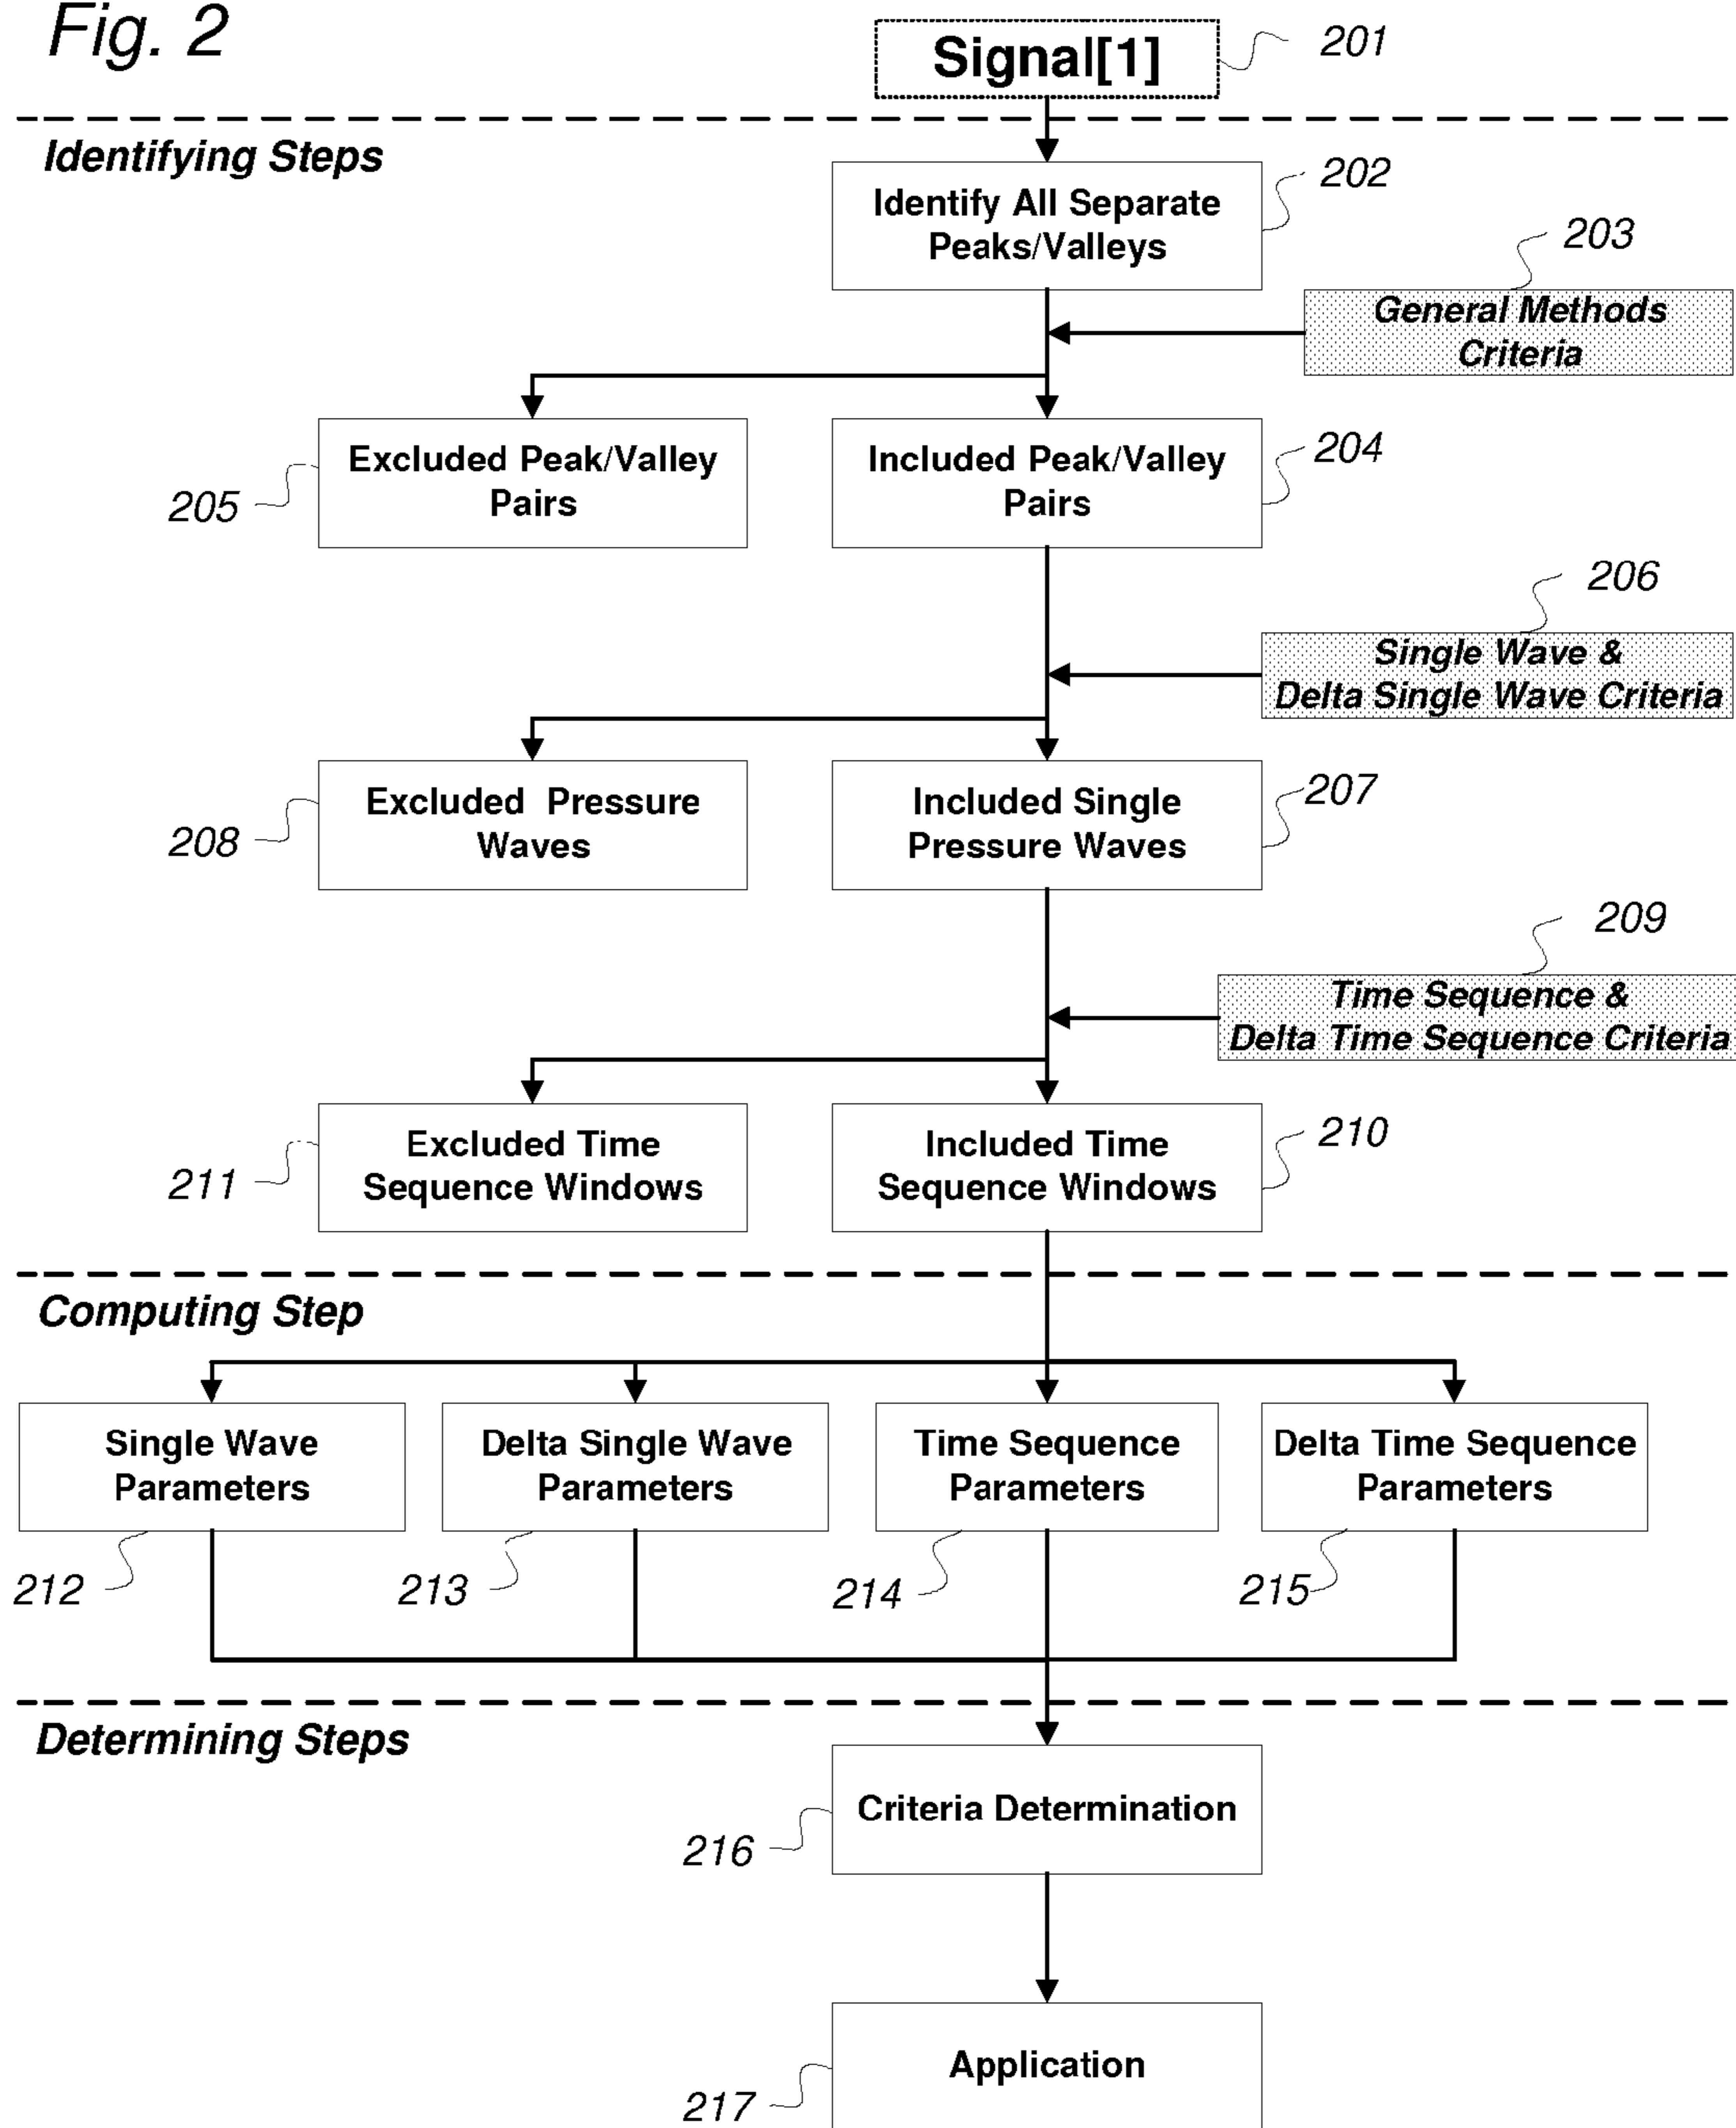 Fig. 2
Signal[1]
201
Identifying Steps
Identify All Separate
Peaks/Valleys
202
203
General Methods
Criteria
Excluded Peak/Valley
Pairs
205
Included Peak/Valley
Pairs
204
206
Single Wave &
Delta Single Wave Criteria
Excluded Pressure
Waves
208
Included Single
Pressure Waves
207
209
Time Sequence &
Delta Time Sequence Criteria
Excluded Time
Sequence Windows
211
Included Time
Sequence Windows
210
Computing Step
Single Wave
Parameters
212
Delta Single Wave
Parameters
213
Time Sequence
Parameters
214
Delta Time Sequence
Parameters
215
Determining Steps
Criteria Determination
216
Application
217